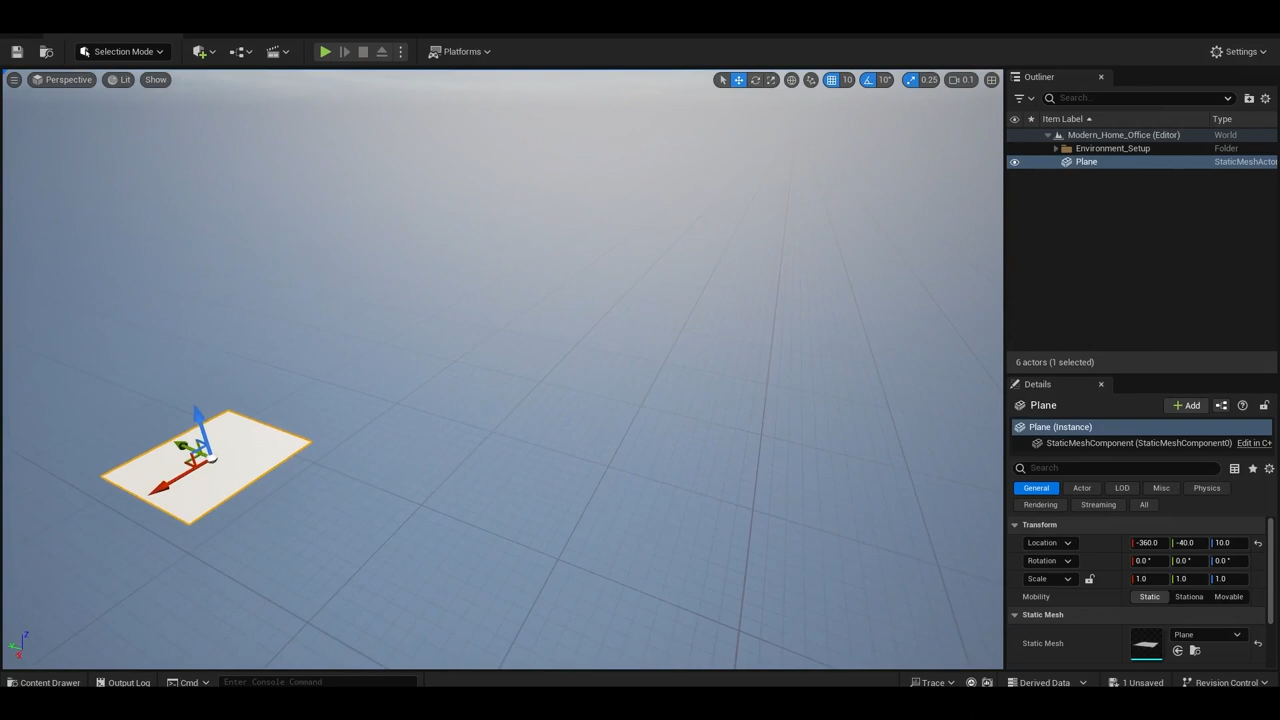 Selection Mode
Platforms
Settings
Perspective
Lit
Show
10
10°
0.25
0.1
Outliner
Search...
Item Label
Type
Modern_Home_Office (Editor)
World
Environment_Setup
Folder
Plane
StaticMeshActo
6 actors (1 selected)
Details
Plane
+ Add
Plane (Instance)
StaticMeshComponent (StaticMeshComponent0)
Edit in C+
Search
General
Actor
LOD
Misc
Physics
Rendering
Streaming
All
Transform
Location
-360.0
-40.0
10.0
Rotation
0.0 °
0.0 °
0.0 °
Scale
1.0
1.0
1.0
Mobility
Static
Stationa
Movable
Static Mesh
Static Mesh
Plane
Z
Y
X
Content Drawer
Output Log
Cmd
Enter Console Command
Trace
Derived Data
1 Unsaved
Revision Control